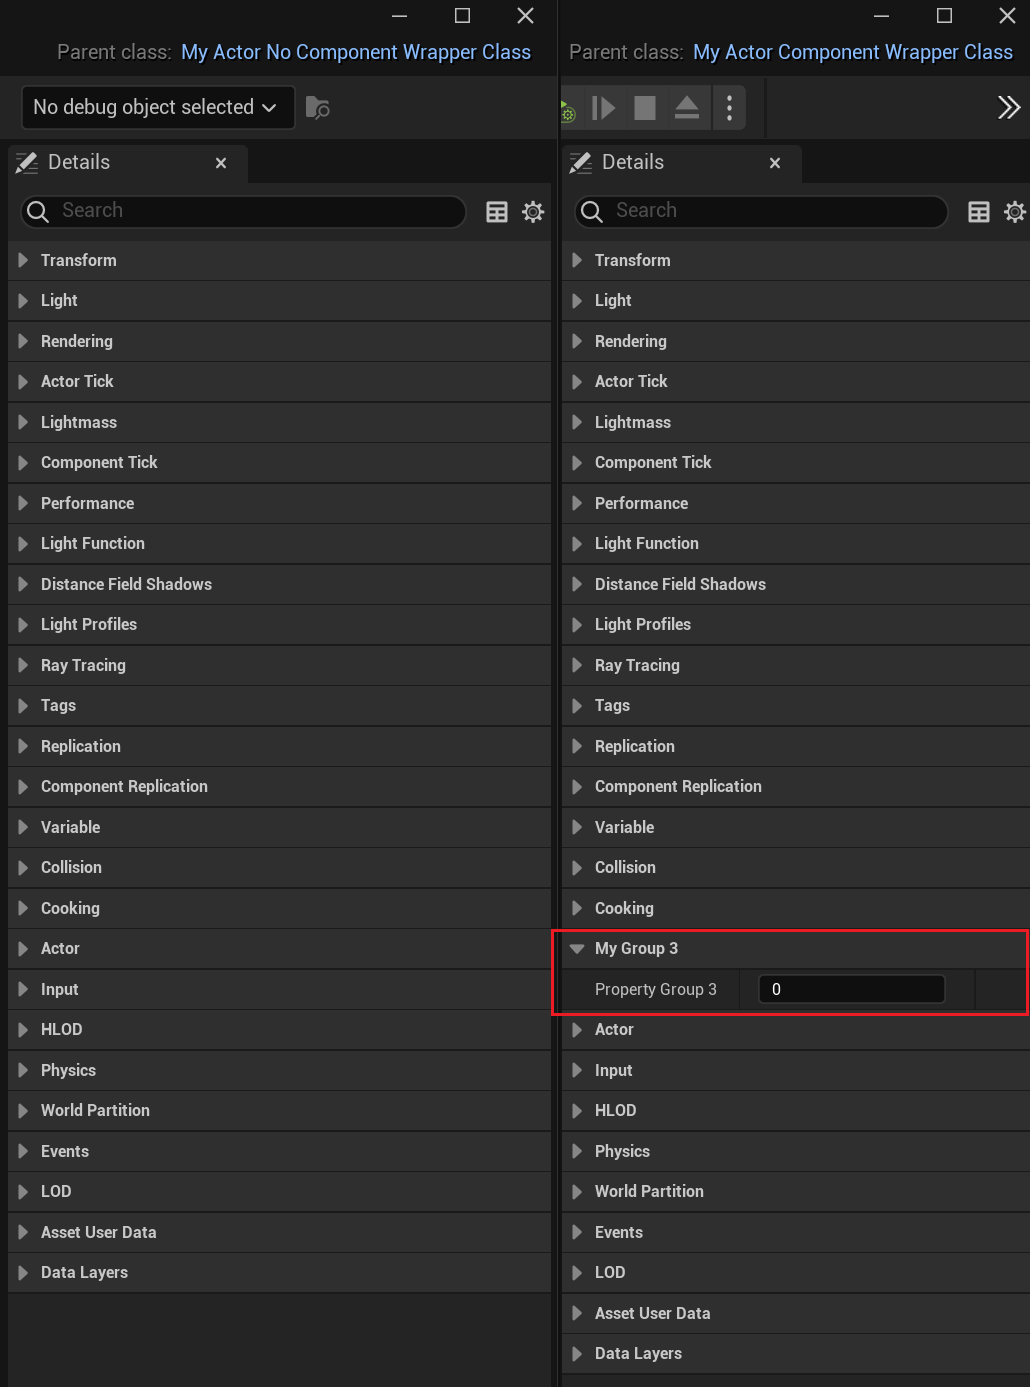 Parent class: My Actor No Component Wrapper Class
No debug object selected
Details
Search
Transform
Light
Rendering
Actor Tick
Lightmass
Component Tick
Performance
Light Function
Distance Field Shadows
Light Profiles
Ray Tracing
Tags
Replication
Component Replication
Variable
Collision
Cooking
Actor
Input
HLOD
Physics
World Partition
Events
LOD
Asset User Data
Data Layers
Parent class: My Actor Component Wrapper Class
Details
Search
Transform
Light
Rendering
Actor Tick
Lightmass
Component Tick
Performance
Light Function
Distance Field Shadows
Light Profiles
Ray Tracing
Tags
Replication
Component Replication
Variable
Collision
Cooking
My Group 3
Property Group 3 0
Actor
Input
HLOD
Physics
World Partition
Events
LOD
Asset User Data
Data Layers